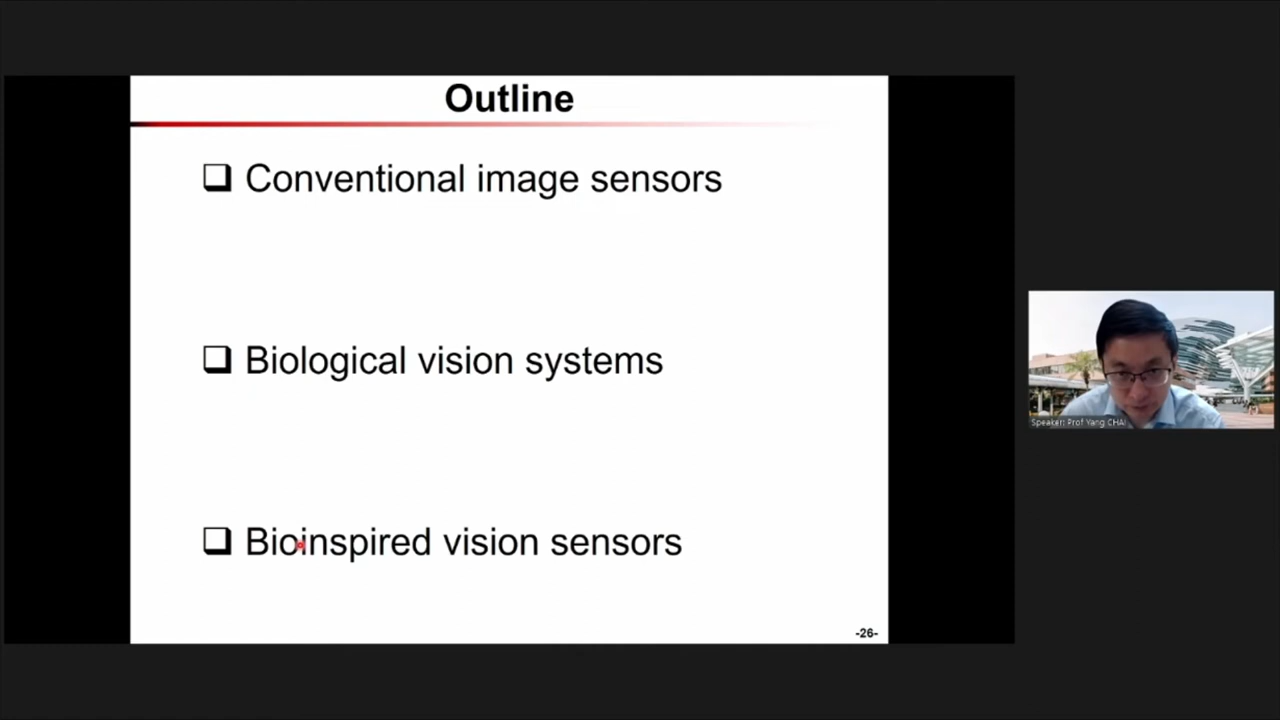 Outline
Conventional image sensors
Biological vision systems
Bioinspired vision sensors
-26-
Speaker: Prof Yang CHAI